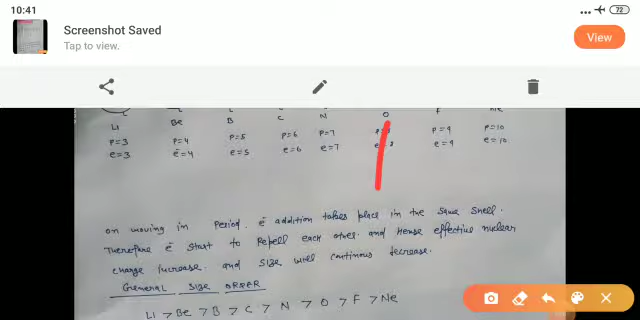 10:41
72
Screenshot Saved
Tap to view.
View
O F Ne
Li Be B C N
P=3 P=4 P=5 P=6 P=7 P=9 P=10
e=3 e=4 e=5 e=6 e=7 e=9 e=10
on moving in Period. e addition takes place in the same shell.
Therefore e start to Repell each other. and Hense effective nuclear
charge increase. and size will continous decrease.
General Size ORDER
Li > Be > B > C > N > O > F > Ne